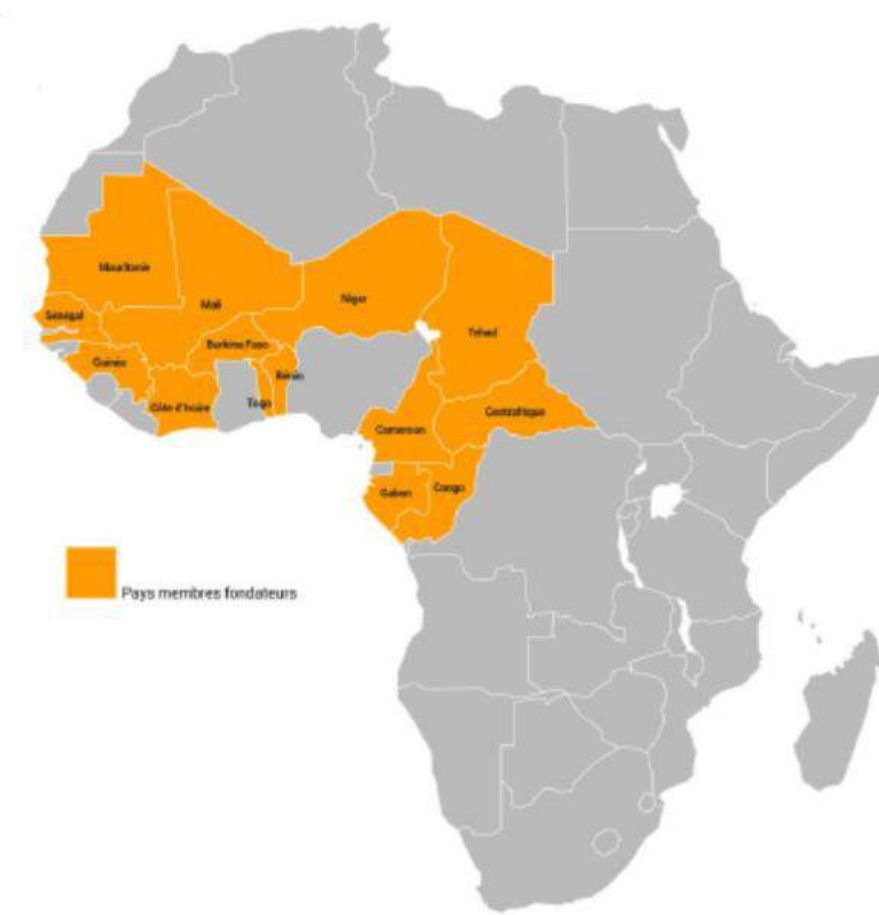 Mauritanie
Mali
Niger
Tchad
Sénégal
Burkina Faso
Guinée
Bénin
Côte d'Ivoire
Togo
Centrafrique
Cameroun
Gabon
Congo
Pays membres fondateurs